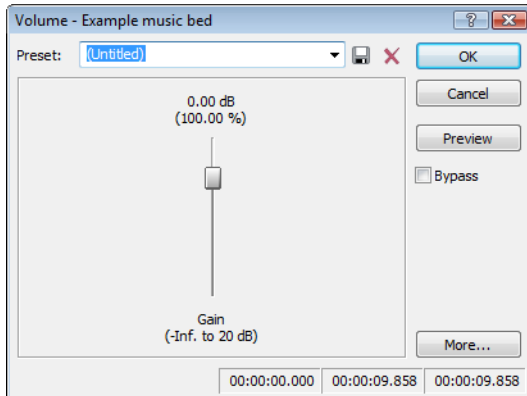 Volume - Example music bed
Preset: (Untitled)
OK
Cancel
Preview
Bypass
0.00 dB
(100.00 %)
Gain
(-Inf. to 20 dB)
More...
00:00:00.000 00:00:09.858 00:00:09.858